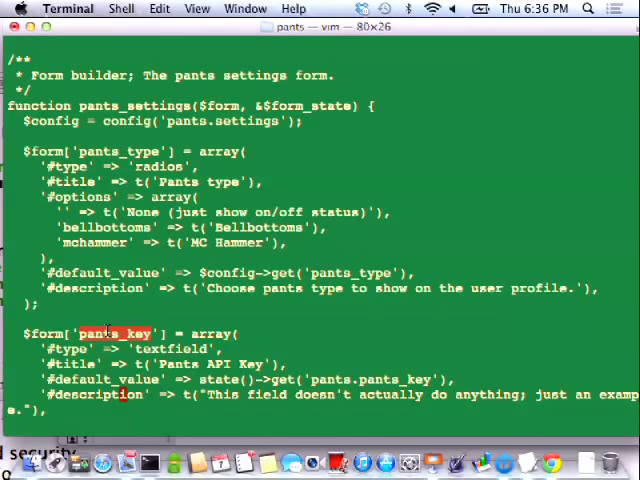 Terminal Shell Edit View Window Help Thu 6:36 PM
pants — vim — 80×26
/**
 * Form builder; The pants settings form.
 */
function pants_settings($form, &$form_state) {
  $config = config('pants.settings');
  $form['pants_type'] = array(
    '#type' => 'radios',
    '#title' => t('Pants type'),
    '#options' => array(
      '' => t('None (just show on/off status)'),
      'bellbottoms' => t('Bellbottoms'),
      'mchammer' => t('MC Hammer'),
    ),
    '#default_value' => $config->get('pants_type'),
    '#description' => t('Choose pants type to show on the user profile.'),
  );
  $form['pants_key'] = array(
    '#type' => 'textfield',
    '#title' => t('Pants API Key'),
    '#default_value' => state()->get('pants.pants_key'),
    '#description' => t("This field doesn't actually do anything; just an examp
e."),
d security
7